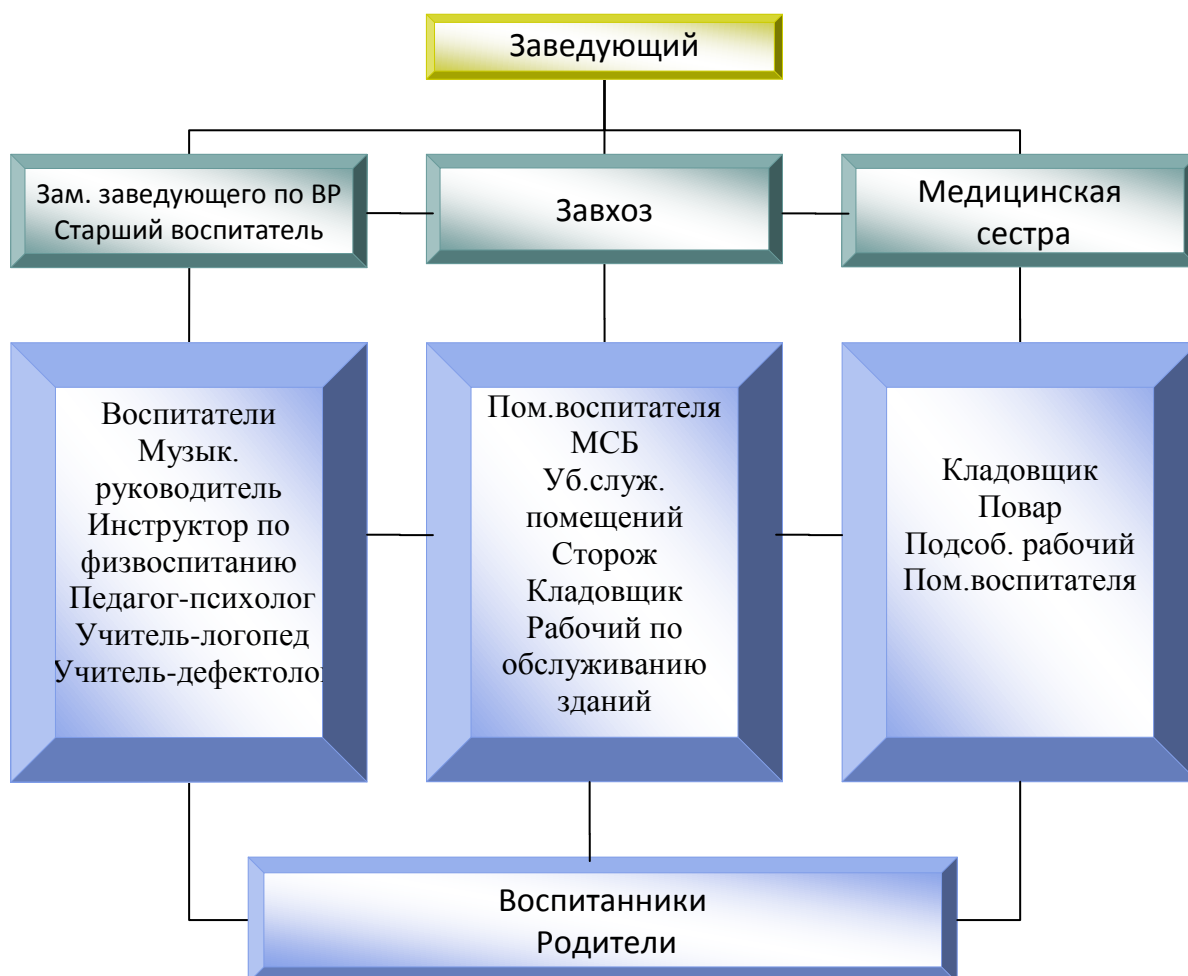 Заведующий
Зам. заведующего по ВР
Старший воспитатель
Завхоз
Медицинская
сестра
Воспитатели
Музык.
руководитель
Инструктор по
физвоспитанию
Педагог-психолог
Учитель-логопед
Учитель-дефектолог
Пом.воспитателя
МСБ
Уб.служ.
помещений
Сторож
Кладовщик
Рабочий по
обслуживанию
зданий
Кладовщик
Повар
Подсоб. рабочий
Пом.воспитателя
Воспитанники
Родители